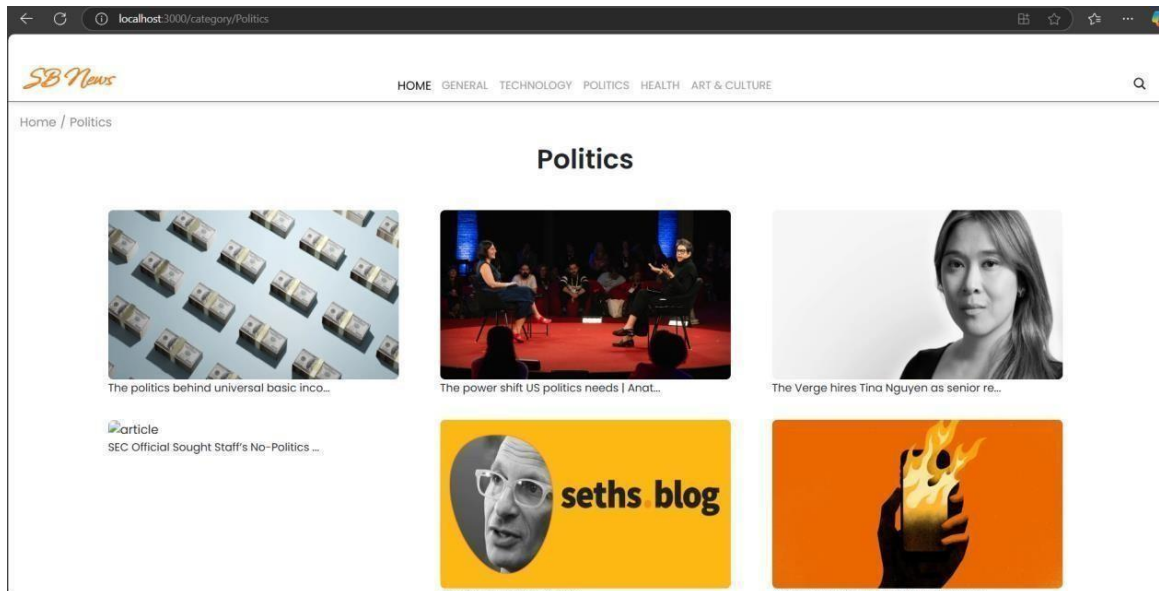 localhost:3000/category/Politics
SB News
HOME GENERAL TECHNOLOGY POLITICS HEALTH ART & CULTURE
Home / Politics
Politics
The politics behind universal basic inco...
The power shift US politics needs | Anat...
The Verge hires Tina Nguyen as senior re...
article
SEC Official Sought Staff's No-Politics ...
seths.blog